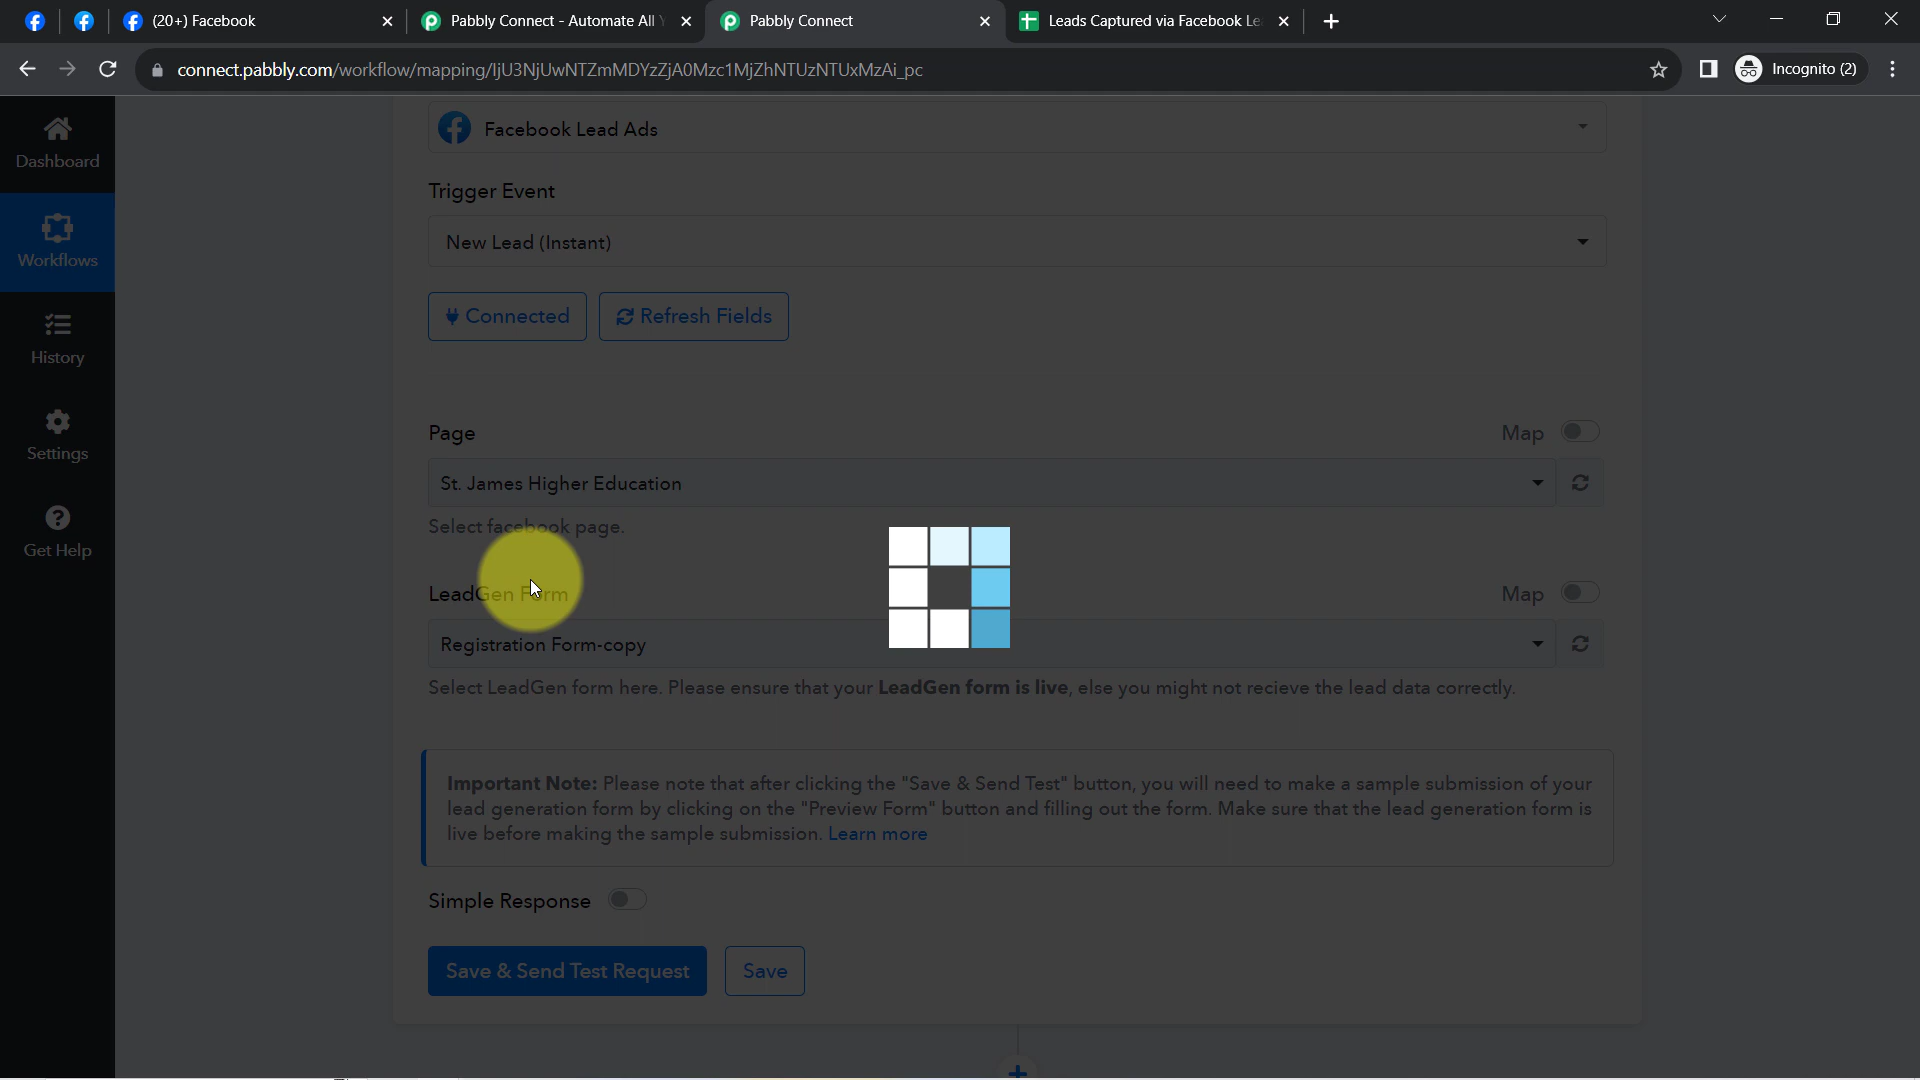 (20+) Facebook
Pabbly Connect - Automate All
Pabbly Connect
Leads Captured via Facebook Le
connect.pabbly.com/workflow/mapping/IjU3NjUwNTZmMDYzZjA0Mzc1MjZhNTUzNTUxMzAi_pc
Incognito (2)
Dashboard
Workflows
History
Settings
Get Help
Facebook Lead Ads
Trigger Event
New Lead (Instant)
Connected
Refresh Fields
Page
Map
St. James Higher Education
Select facebook page.
LeadGen Form
Map
Registration Form-copy
Select LeadGen form here. Please ensure that your LeadGen form is live, else you might not recieve the lead data correctly.
Important Note: Please note that after clicking the "Save & Send Test" button, you will need to make a sample submission of your
lead generation form by clicking on the "Preview Form" button and filling out the form. Make sure that the lead generation form is
live before making the sample submission. Learn more
Simple Response
Save & Send Test Request
Save